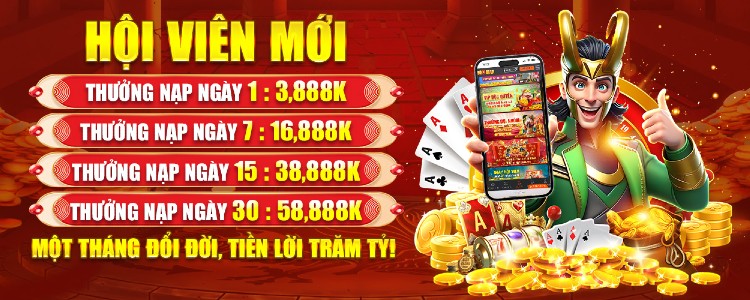 HỘI VIÊN MỚI
THƯỞNG NẠP NGÀY 1 : 3,888K
THƯỞNG NẠP NGÀY 7 : 16,888K
THƯỞNG NẠP NGÀY 15 : 38,888K
THƯỞNG NẠP NGÀY 30 : 58,888K
MỘT THÁNG ĐỔI ĐỜI, TIỀN LỜI TRĂM TỶ!
A
A
A
A
A
A